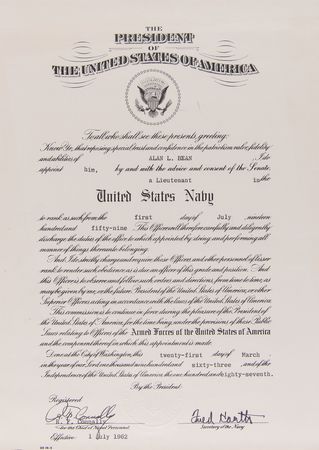 THE
PRESIDENT
OF
THE UNITED STATES OF AMERICA
To all who shall see these presents, greeting:
Know Ye, that reposing special trust and confidence in the patriotism, valor, fidelity
and abilities of ALAN L. BEAN I do
appoint him, by and with the advice and consent of the Senate,
a Lieutenant in the
United States Navy
to rank as such from the first day of July nineteen
hundred and fifty-nine This Officer will therefore carefully and diligently
discharge the duties of the office to which appointed by doing and performing all
manner of things thereunto belonging.
And I do strictly charge and require those Officers and other personnel of lesser
rank to render such obedience as is due an officer of this grade and position. And
this Officer is to observe and follow such orders and directions, from time to time, as
may be given by me, or the future President of the United States of America, or other
Superior Officers acting in accordance with the laws of the United States of America.
This commission is to continue in force during the pleasure of the President of
the United States of America, for the time being, under the provisions of those Public
Laws relating to Officers of the Armed Forces of the United States of America
and the component thereof in which this appointment is made.
Done at the City of Washington, this twenty-first day of March
in the year of our Lord one thousand nine hundred and sixty-three and of the
Independence of the United States of America the one hundred and eighty-seventh.
By the President:
Registered
Fred Korth
Chief of Naval Personnel
Secretary of the Navy
Effective 1 July 1962